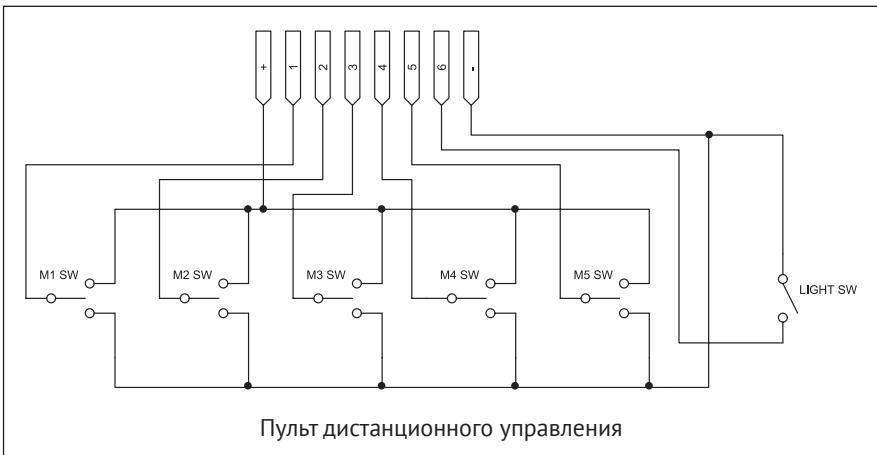 + 1 2 3 4 5 6 -
M1 SW M2 SW M3 SW M4 SW M5 SW
LIGHT SW
Пульт дистанционного управления